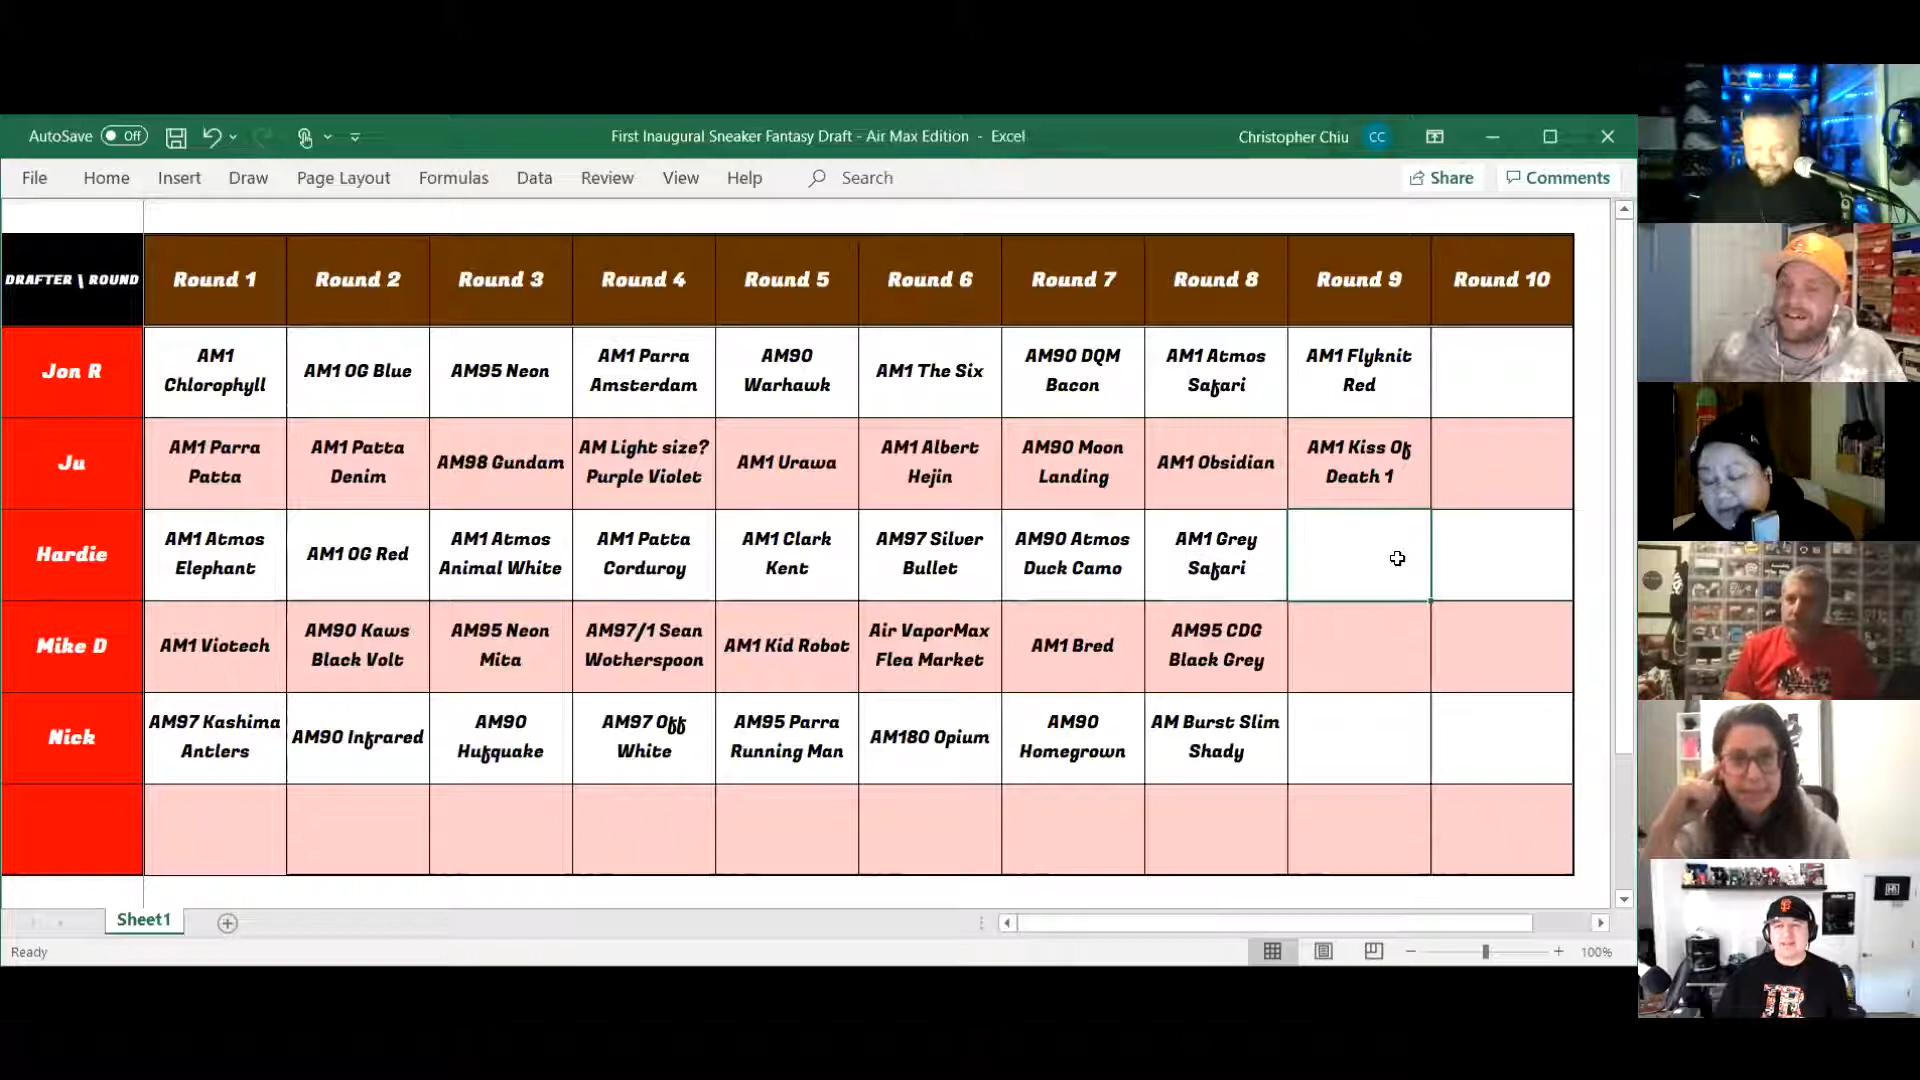 AutoSave Off
First Inaugural Sneaker Fantasy Draft - Air Max Edition - Excel
Christopher Chiu CC
File Home Insert Draw Page Layout Formulas Data Review View Help Search Share Comments
DRAFTER \ ROUND
Round 1
Round 2
Round 3
Round 4
Round 5
Round 6
Round 7
Round 8
Round 9
Round 10
Jon R
AM1
Chlorophyll
AM1 OG Blue
AM95 Neon
AM1 Parra
Amsterdam
AM90
Warhawk
AM1 The Six
AM90 DQM
Bacon
AM1 Atmos
Safari
AM1 Flyknit
Red
Ju
AM1 Parra
Patta
AM1 Patta
Denim
AM98 Gundam
AM Light size?
Purple Violet
AM1 Urawa
AM1 Albert
Hejin
AM90 Moon
Landing
AM1 Obsidian
AM1 Kiss Of
Death 1
Hardie
AM1 Atmos
Elephant
AM1 OG Red
AM1 Atmos
Animal White
AM1 Patta
Corduroy
AM1 Clark
Kent
AM97 Silver
Bullet
AM90 Atmos
Duck Camo
AM1 Grey
Safari
Mike D
AM1 Viotech
AM90 Kaws
Black Volt
AM95 Neon
Mita
AM97/1 Sean
Wotherspoon
AM1 Kid Robot
Air VaporMax
Flea Market
AM1 Bred
AM95 CDG
Black Grey
Nick
AM97 Kashima
Antlers
AM90 Infrared
AM90
Hufquake
AM97 Off
White
AM95 Parra
Running Man
AM180 Opium
AM90
Homegrown
AM Burst Slim
Shady
Sheet1
Ready
100%